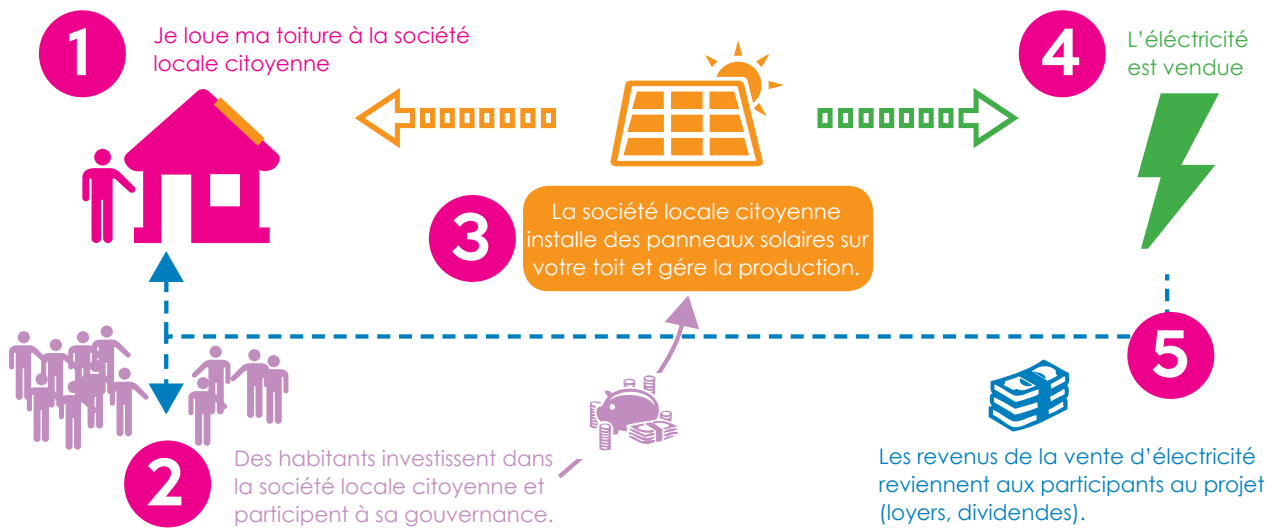 1
Je loue ma toiture à la société
locale citoyenne
2
Des habitants investissent dans
la société locale citoyenne et
participent à sa gouvernance.
3
La société locale citoyenne
installe des panneaux solaires sur
votre toit et gére la production.
4
L'éléctricité
est vendue
5
Les revenus de la vente d'électricité
reviennent aux participants au projet
(loyers, dividendes).